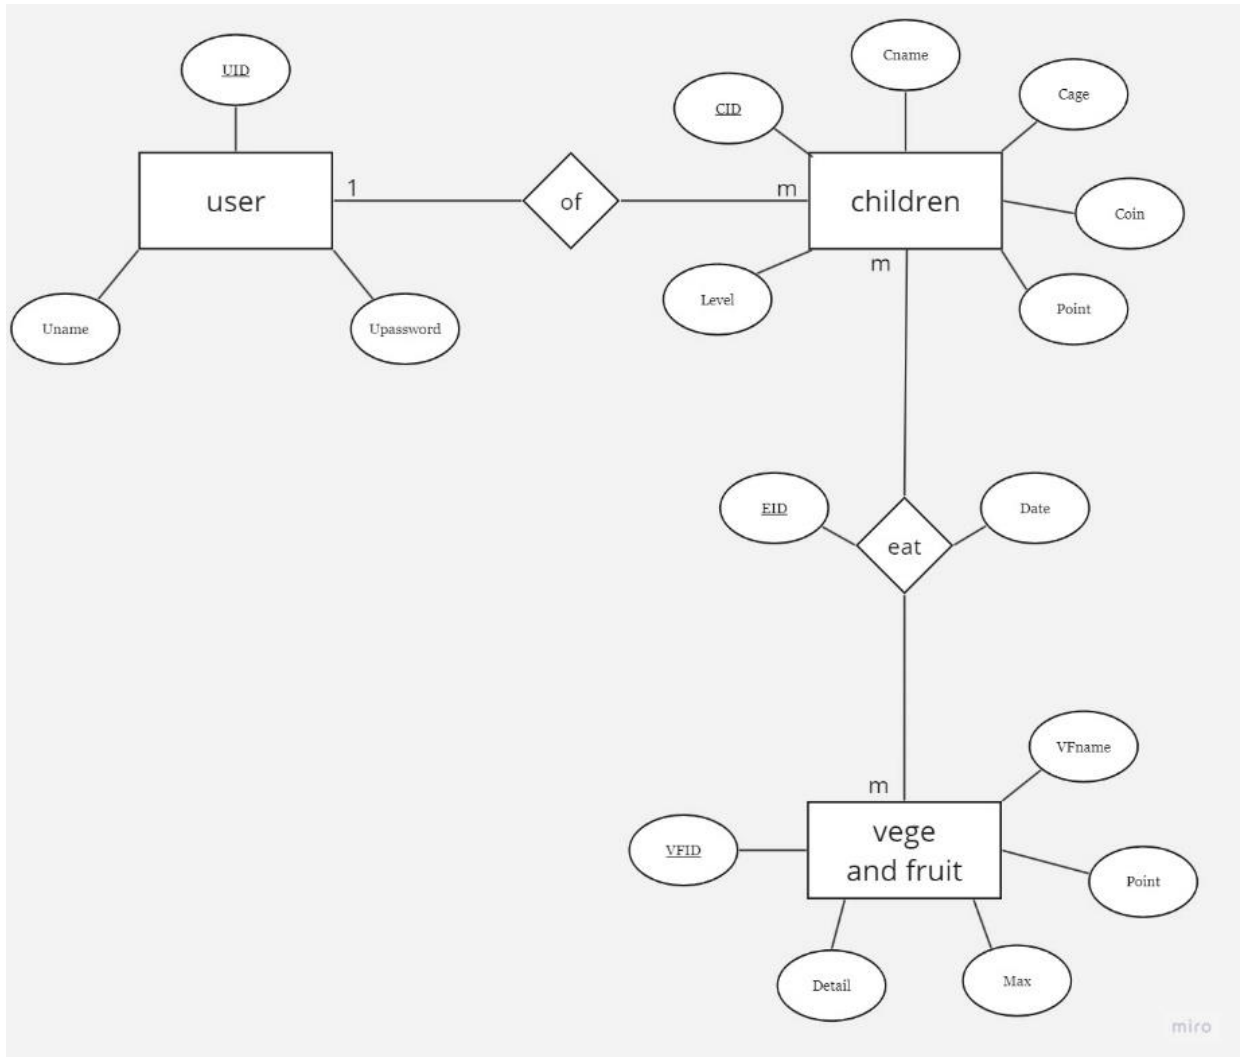 Cname
UID
Cage
CID
user
1
of
m
children
Coin
m
Level
Point
Uname
Upassword
EID
Date
eat
VFname
m
vege
and fruit
VFID
Point
Detail
Max
miro